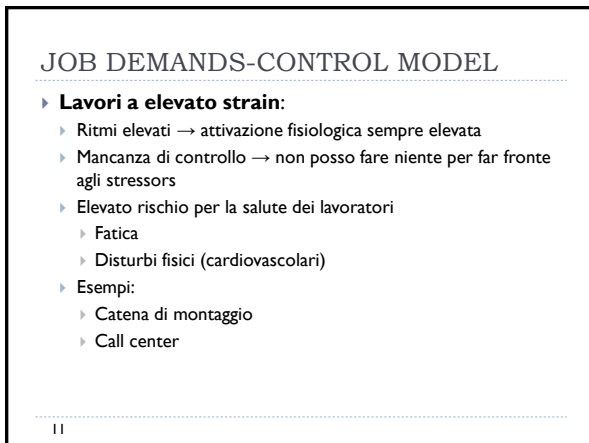 JOB DEMANDS-CONTROL MODEL
Lavori a elevato strain:
Ritmi elevati → attivazione fisiologica sempre elevata
Mancanza di controllo → non posso fare niente per far fronte
agli stressors
Elevato rischio per la salute dei lavoratori
Fatica
Disturbi fisici (cardiovascolari)
Esempi:
Catena di montaggio
Call center
11